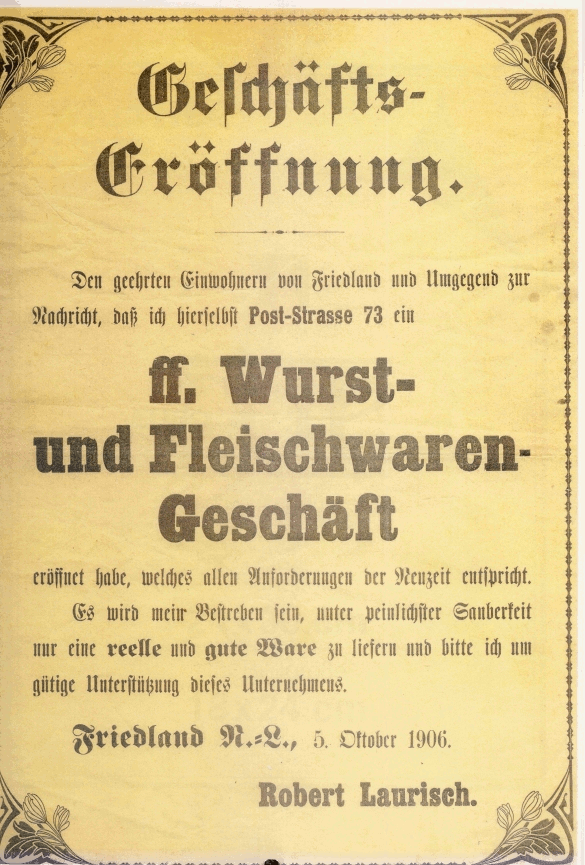 Geschäfts-
Eröffnung.
Den geehrten Einwohnern von Friedland und Umgegend zur
Nachricht, daß ich hierselbst Post-Strasse 73 ein
ff. Wurst-
und Fleischwaren-
Geschäft
eröffnet habe, welches allen Anforderungen der Neuzeit entspricht.
Es wird mein Bestreben sein, unter peinlichster Sauberkeit
nur eine reelle und gute Ware zu liefern und bitte ich um
gütige Unterstützung dieses Unternehmens.
Friedland N.-L., 5. Oktober 1906.
Robert Laurisch.